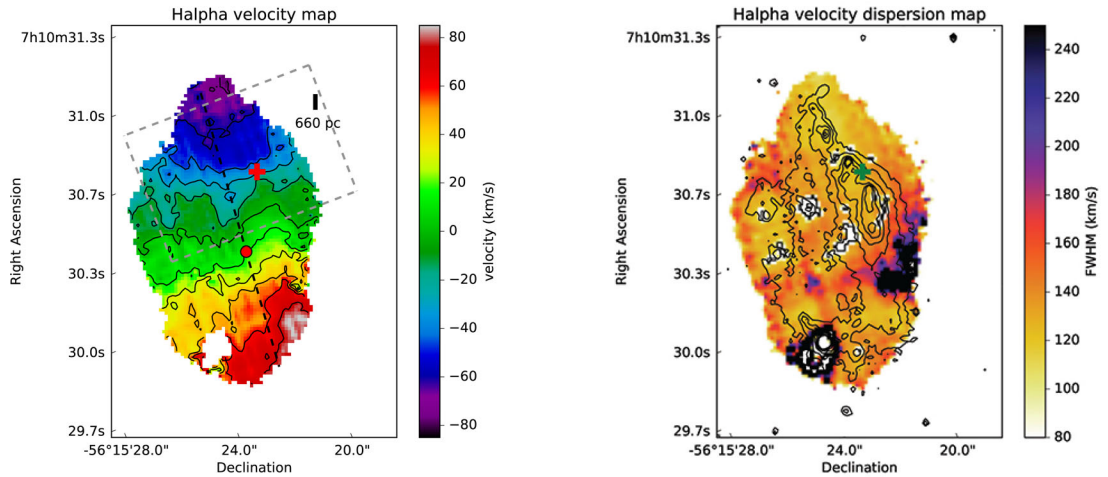 Halpha velocity map
7h10m31.3s
31.0s
30.7s
30.3s
30.0s
29.7s
Right Ascension
660 pc
-56°15'28.0"
24.0"
20.0"
Declination
80
60
40
20
0
−20
−40
−60
−80
velocity (km/s)
Halpha velocity dispersion map
7h10m31.3s
31.0s
30.7s
30.3s
30.0s
29.7s
Right Ascension
-56°15'28.0"
24.0"
20.0"
Declination
240
220
200
180
160
140
120
100
80
FWHM (km/s)